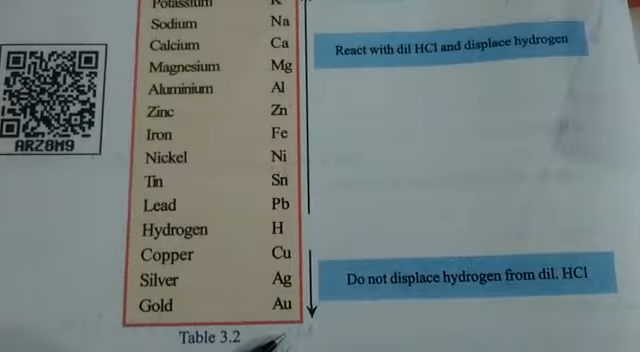 Potassium K
Sodium Na
Calcium Ca
Magnesium Mg
Aluminium Al
Zinc Zn
Iron Fe
Nickel Ni
Tin Sn
Lead Pb
Hydrogen H
Copper Cu
Silver Ag
Gold Au
React with dil HCl and displace hydrogen
Do not displace hydrogen from dil. HCl
Table 3.2
ARZ8M9